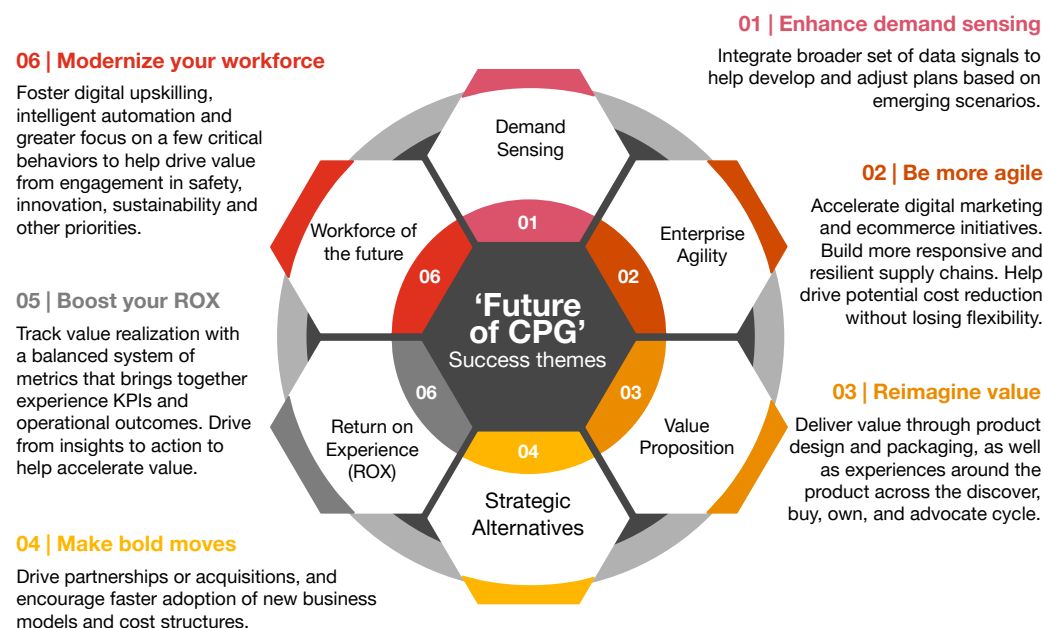 01 | Enhance demand sensing
Integrate broader set of data signals to
help develop and adjust plans based on
emerging scenarios.
02 | Be more agile
Accelerate digital marketing
and ecommerce initiatives.
Build more responsive and
resilient supply chains. Help
drive potential cost reduction
without losing flexibility.
03 | Reimagine value
Deliver value through product
design and packaging, as well
as experiences around the
product across the discover,
buy, own, and advocate cycle.
04 | Make bold moves
Drive partnerships or acquisitions, and
encourage faster adoption of new business
models and cost structures.
05 | Boost your ROX
Track value realization with
a balanced system of
metrics that brings together
experience KPIs and
operational outcomes. Drive
from insights to action to
help accelerate value.
06 | Modernize your workforce
Foster digital upskilling,
intelligent automation and
greater focus on a few critical
behaviors to help drive value
from engagement in safety,
innovation, sustainability and
other priorities.
Demand
Sensing
01
Enterprise
Agility
02
Value
Proposition
03
Strategic
Alternatives
04
Return on
Experience
(ROX)
06
Workforce of
the future
06
‘Future
of CPG’
Success themes